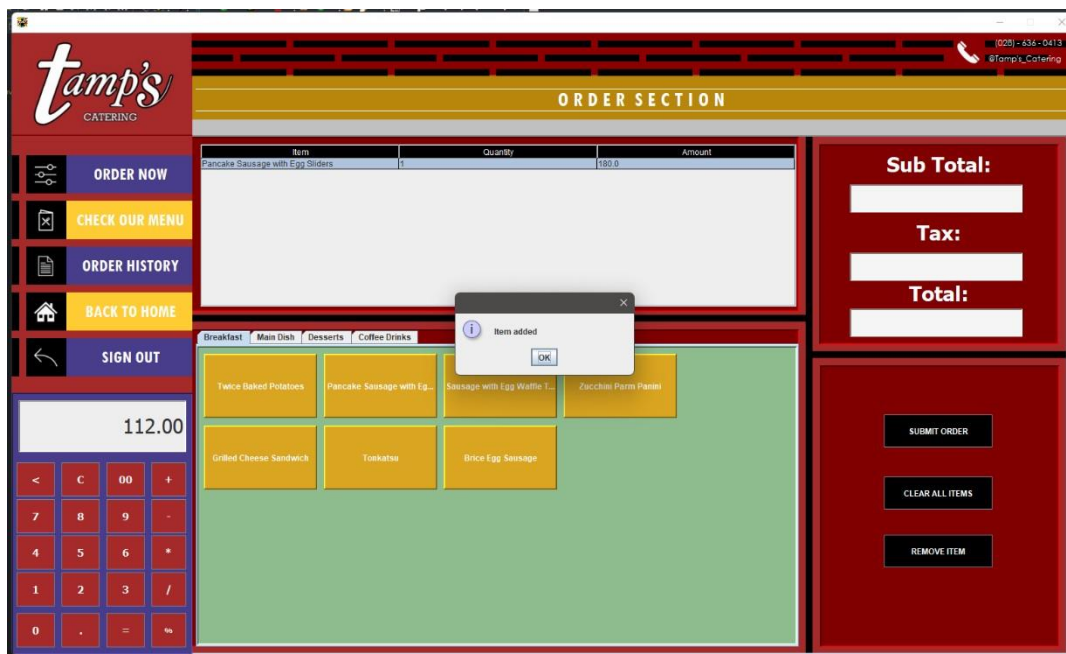 tamp's
CATERING
(028) - 636 - 0413
@Tamp's_Catering
ORDER SECTION
ORDER NOW
CHECK OUR MENU
ORDER HISTORY
BACK TO HOME
SIGN OUT
Item Quantity Amount
Pancake Sausage with Egg Sliders 1 180.0
Sub Total:
Tax:
Total:
Item added
OK
Breakfast Main Dish Desserts Coffee Drinks
Twice Baked Potatoes Pancake Sausage with Eg... Sausage with Egg Waffle T... Zucchini Parm Panini
Grilled Cheese Sandwich Tonkatsu Brice Egg Sausage
112.00
< C 00 +
7 8 9 -
4 5 6 *
1 2 3 /
0 . = %
SUBMIT ORDER
CLEAR ALL ITEMS
REMOVE ITEM